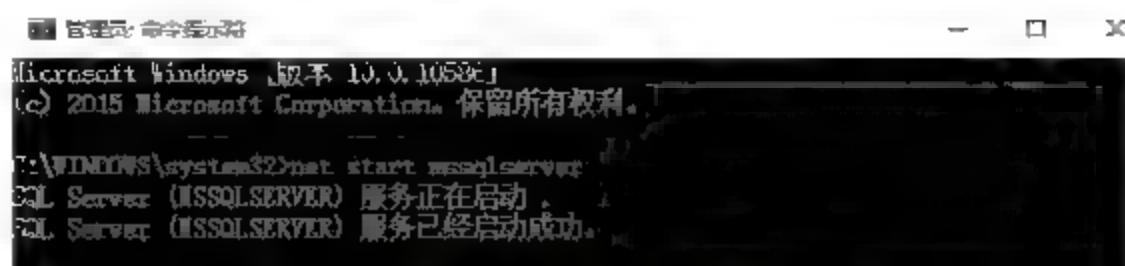 管理员: 命令提示符
Microsoft Windows [版本 10.0.10586]
(c) 2015 Microsoft Corporation。保留所有权利。
C:\WINDOWS\system32>net start mssqlserver
SQL Server (MSSQLSERVER) 服务正在启动 .
SQL Server (MSSQLSERVER) 服务已经启动成功。